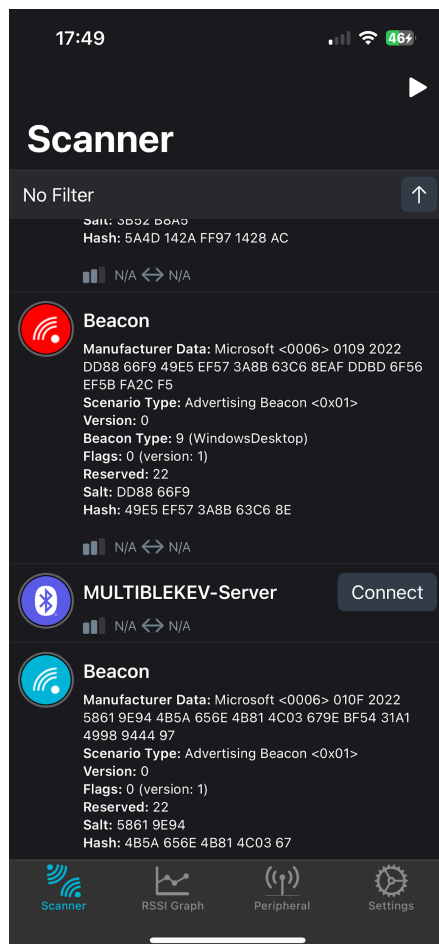 17:49
46
Scanner
No Filter
Salt: 3B52 B8A5
Hash: 5A4D 142A FF97 1428 AC
N/A N/A
Beacon
Manufacturer Data: Microsoft <0006> 0109 2022
DD88 66F9 49E5 EF57 3A8B 63C6 8EAF DDBD 6F56
EF5B FA2C F5
Scenario Type: Advertising Beacon <0x01>
Version: 0
Beacon Type: 9 (WindowsDesktop)
Flags: 0 (version: 1)
Reserved: 22
Salt: DD88 66F9
Hash: 49E5 EF57 3A8B 63C6 8E
N/A N/A
MULTIBLEKEV-Server
Connect
N/A N/A
Beacon
Manufacturer Data: Microsoft <0006> 010F 2022
5861 9E94 4B5A 656E 4B81 4C03 679E BF54 31A1
4998 9444 97
Scenario Type: Advertising Beacon <0x01>
Version: 0
Flags: 0 (version: 1)
Reserved: 22
Salt: 5861 9E94
Hash: 4B5A 656E 4B81 4C03 67
Scanner
RSSI Graph
Peripheral
Settings